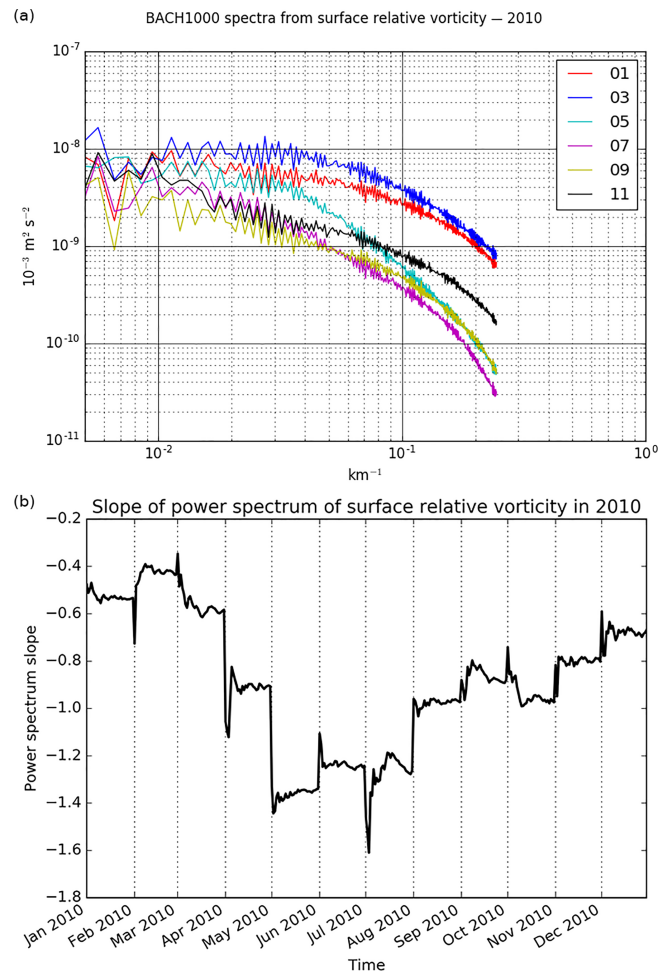 (a)
BACH1000 spectra from surface relative vorticity — 2010
10⁻⁷
10⁻⁸
10⁻⁹
10⁻¹⁰
10⁻¹¹
10⁻³ m² s⁻²
01
03
05
07
09
11
10⁻²
10⁻¹
10⁰
km⁻¹
(b)
Slope of power spectrum of surface relative vorticity in 2010
−0.2
−0.4
−0.6
−0.8
−1.0
−1.2
−1.4
−1.6
−1.8
Power spectrum slope
Jan 2010
Feb 2010
Mar 2010
Apr 2010
May 2010
Jun 2010
Jul 2010
Aug 2010
Sep 2010
Oct 2010
Nov 2010
Dec 2010
Time